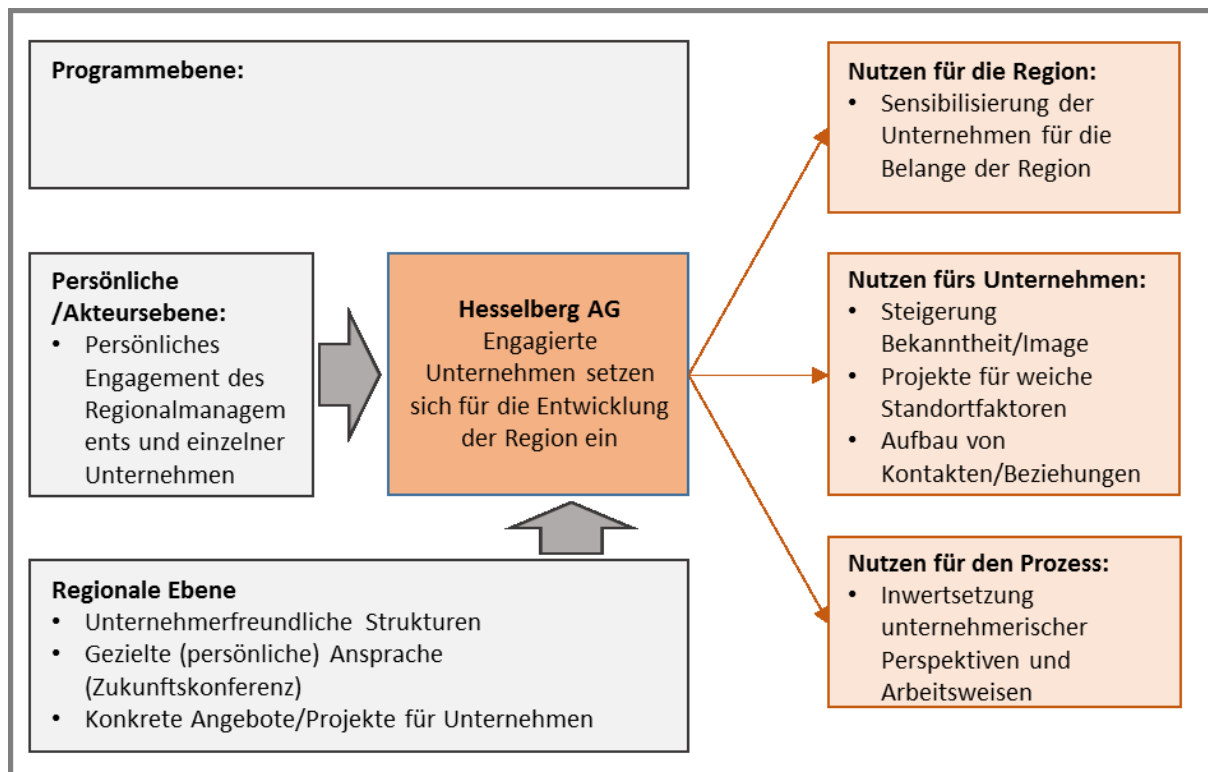 Programmebene:
Persönliche
/Akteursebene:
• Persönliches
Engagement des
Regionalmanagem
ents und einzelner
Unternehmen
Hesselberg AG
Engagierte
Unternehmen setzen
sich für die Entwicklung
der Region ein
Regionale Ebene
• Unternehmerfreundliche Strukturen
• Gezielte (persönliche) Ansprache
(Zukunftskonferenz)
• Konkrete Angebote/Projekte für Unternehmen
Nutzen für die Region:
• Sensibilisierung der
Unternehmen für die
Belange der Region
Nutzen fürs Unternehmen:
• Steigerung
Bekanntheit/Image
• Projekte für weiche
Standortfaktoren
• Aufbau von
Kontakten/Beziehungen
Nutzen für den Prozess:
• Inwertsetzung
unternehmerischer
Perspektiven und
Arbeitsweisen